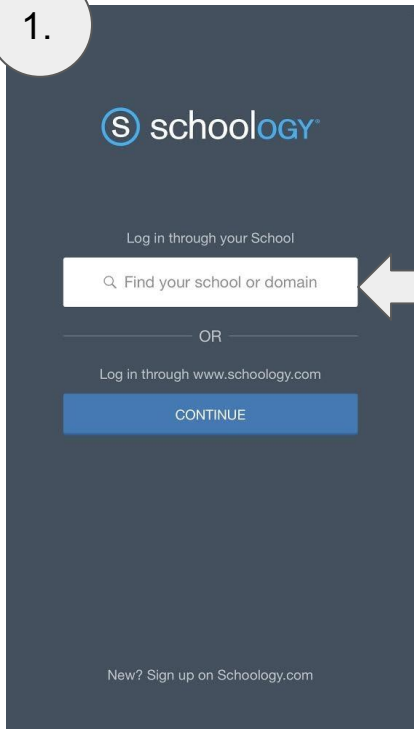 1.
S schoology
Log in through your School
Find your school or domain
OR
Log in through www.schoology.com
CONTINUE
New? Sign up on Schoology.com